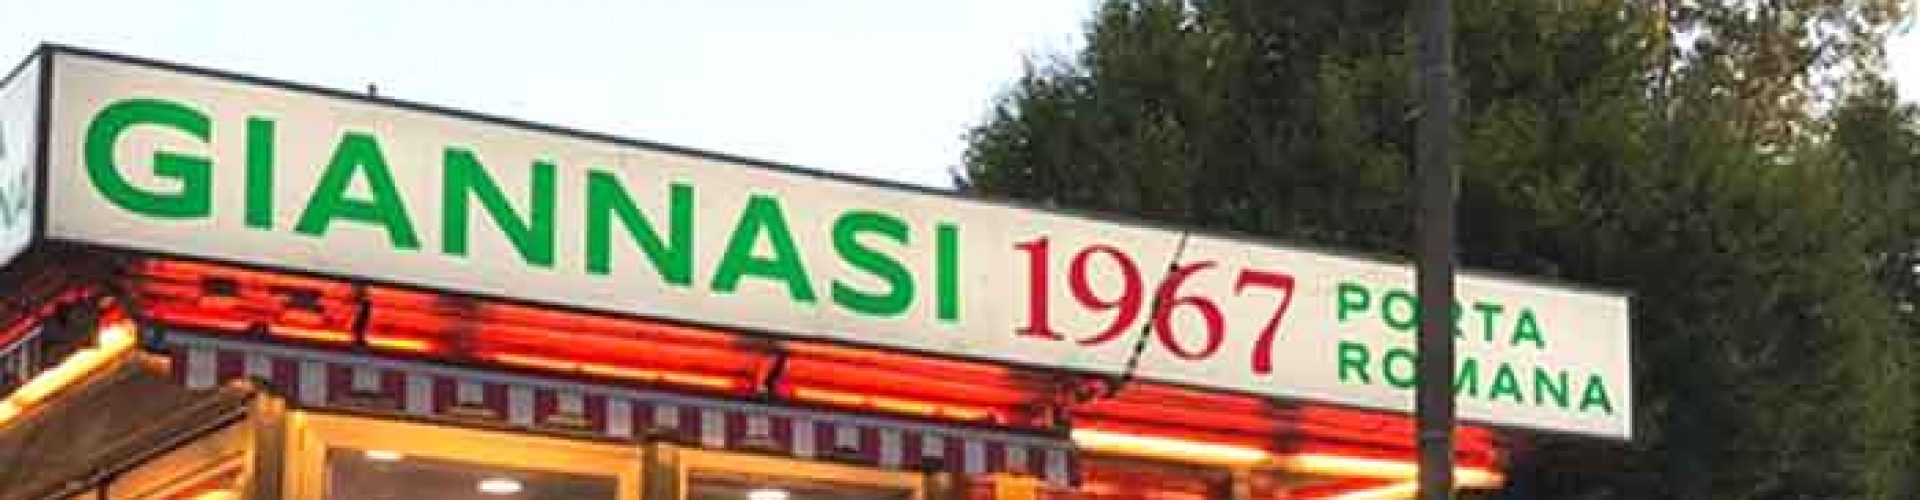 GIANNASI 1967 PORTA
ROMANA